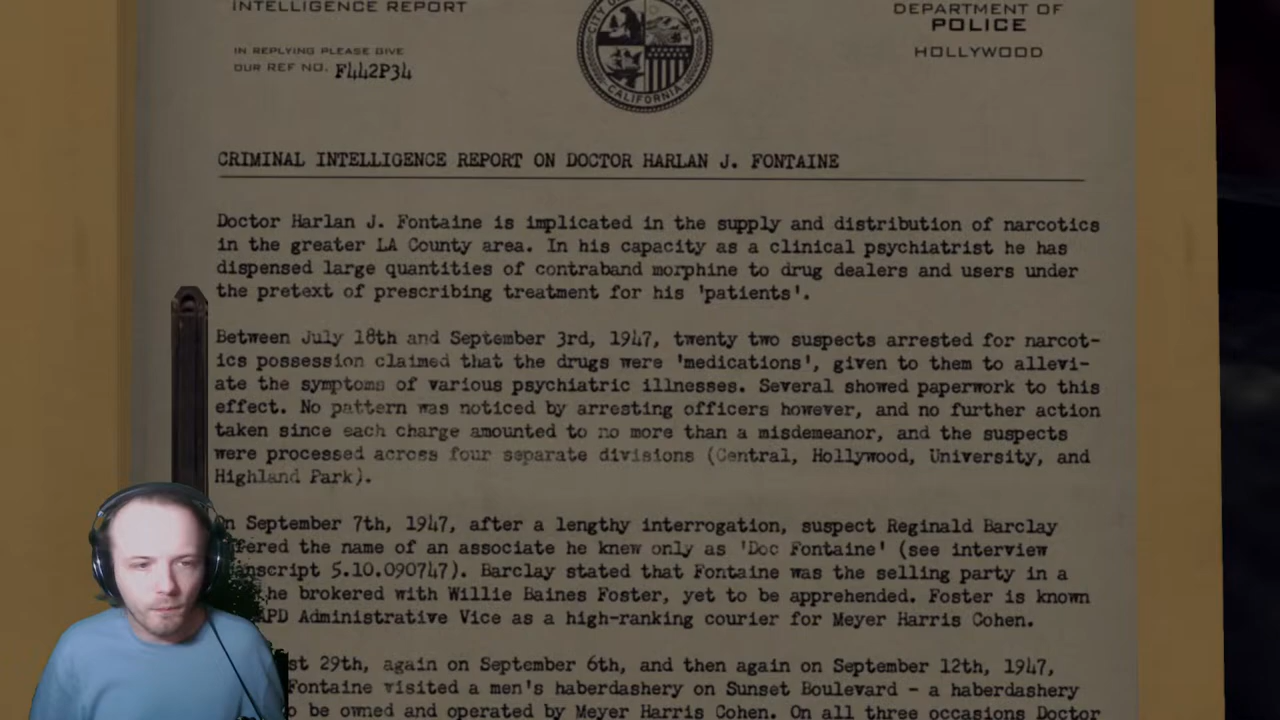 INTELLIGENCE REPORT
DEPARTMENT OF
POLICE
HOLLYWOOD
IN REPLYING PLEASE GIVE
OUR REF NO. F442P34
CITY OF LOS ANGELES
CALIFORNIA
CRIMINAL INTELLIGENCE REPORT ON DOCTOR HARLAN J. FONTAINE
Doctor Harlan J. Fontaine is implicated in the supply and distribution of narcotics
in the greater LA County area. In his capacity as a clinical psychiatrist he has
dispensed large quantities of contraband morphine to drug dealers and users under
the pretext of prescribing treatment for his 'patients'.
Between July 18th and September 3rd, 1947, twenty two suspects arrested for narcot-
ics possession claimed that the drugs were 'medications', given to them to allevi-
ate the symptoms of various psychiatric illnesses. Several showed paperwork to this
effect. No pattern was noticed by arresting officers however, and no further action
taken since each charge amounted to no more than a misdemeanor, and the suspects
were processed across four separate divisions (Central, Hollywood, University, and
Highland Park).
n September 7th, 1947, after a lengthy interrogation, suspect Reginald Barclay
fered the name of an associate he knew only as 'Doc Fontaine' (see interview
anscript 5.10.090747). Barclay stated that Fontaine was the selling party in a
he brokered with Willie Baines Foster, yet to be apprehended. Foster is known
APD Administrative Vice as a high-ranking courier for Meyer Harris Cohen.
st 29th, again on September 6th, and then again on September 12th, 1947,
Fontaine visited a men's haberdashery on Sunset Boulevard - a haberdashery
o be owned and operated by Meyer Harris Cohen. On all three occasions Doctor